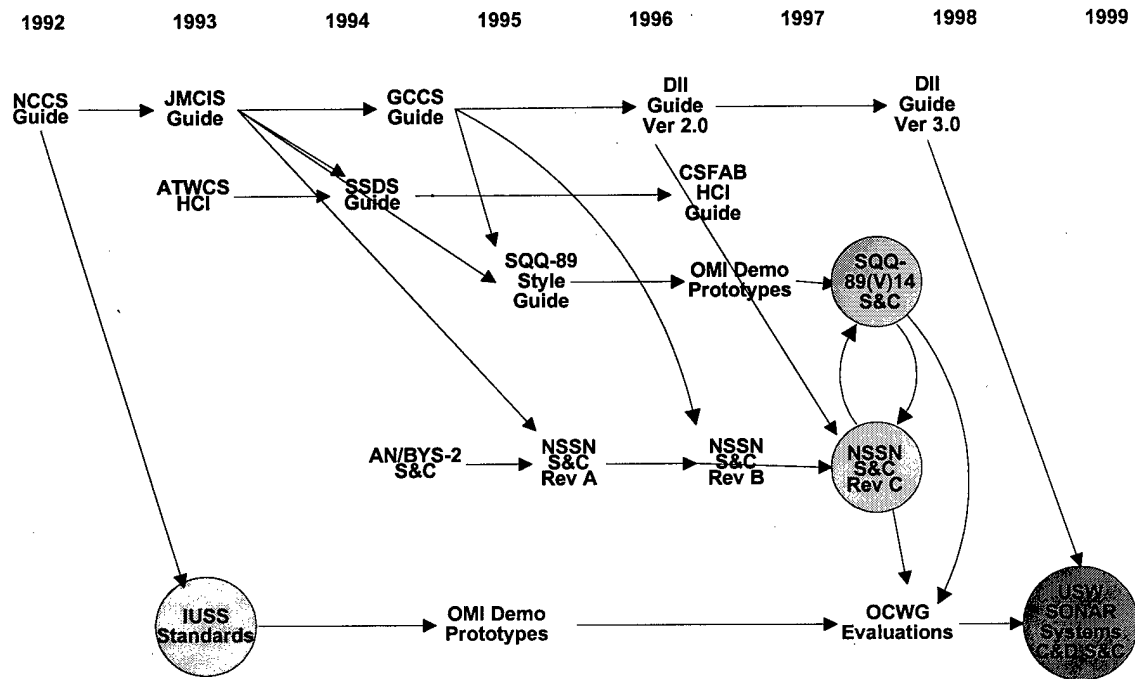 1992 1993 1994 1995 1996 1997 1998 1999
NCCS
Guide
JMCIS
Guide
GCCS
Guide
DII
Guide
Ver 2.0
DII
Guide
Ver 3.0
ATWCS
HCI
SSDS
Guide
CSFAB
HCI
Guide
SQQ-89
Style
Guide
OMI Demo
Prototypes
SQQ-
89(V)14
S&C
AN/BYS-2
S&C
NSSN
S&C
Rev A
NSSN
S&C
Rev B
NSSN
S&C
Rev C
IUSS
Standards
OMI Demo
Prototypes
OCWG
Evaluations
USW
SONAR
Systems
C&D S&C